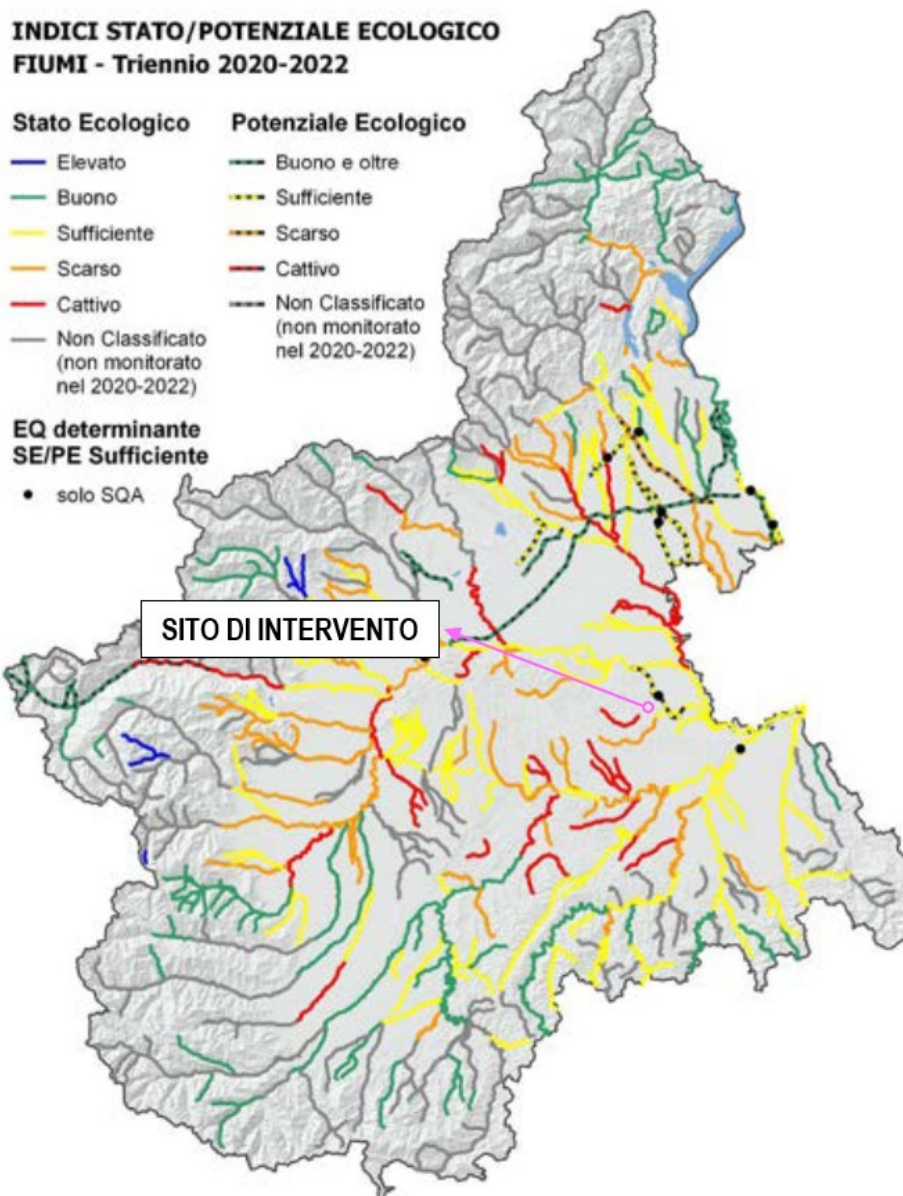 INDICI STATO/POTENZIALE ECOLOGICO
FIUMI - Triennio 2020-2022
Stato Ecologico
Elevato
Buono
Sufficiente
Scarso
Cattivo
Non Classificato
(non monitorato
nel 2020-2022)
Potenziale Ecologico
Buono e oltre
Sufficiente
Scarso
Cattivo
Non Classificato
(non monitorato
nel 2020-2022)
EQ determinante
SE/PE Sufficiente
solo SQA
SITO DI INTERVENTO